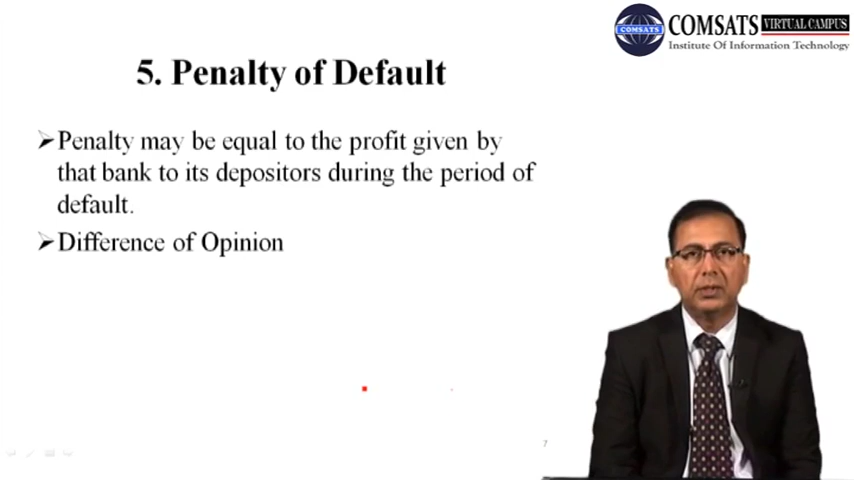 COMSATS VIRTUAL CAMPUS
COMSATS
Institute Of Information Technology
5. Penalty of Default
➢Penalty may be equal to the profit given by
that bank to its depositors during the period of
default.
➢Difference of Opinion
7